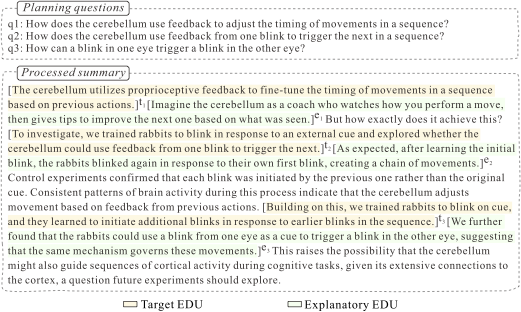 Planning questions
q1: How does the cerebellum use feedback to adjust the timing of movements in a sequence?
q2: How does the cerebellum use feedback from one blink to trigger the next in a sequence?
q3: How can a blink in one eye trigger a blink in the other eye?
Processed summary
[The cerebellum utilizes proprioceptive feedback to fine-tune the timing of movements in a sequence
based on previous actions.]t1[Imagine the cerebellum as a coach who watches how you perform a move,
then gives tips to improve the next one based on what was seen.]e1 But how exactly does it achieve this?
[To investigate, we trained rabbits to blink in response to an external cue and explored whether the
cerebellum could use feedback from one blink to trigger the next.]t2[As expected, after learning the initial
blink, the rabbits blinked again in response to their own first blink, creating a chain of movements.]e2
Control experiments confirmed that each blink was initiated by the previous one rather than the original
cue. Consistent patterns of brain activity during this process indicate that the cerebellum adjusts
movement based on feedback from previous actions. [Building on this, we trained rabbits to blink on cue,
and they learned to initiate additional blinks in response to earlier blinks in the sequence.]t3[We further
found that the rabbits could use a blink from one eye as a cue to trigger a blink in the other eye, suggesting
that the same mechanism governs these movements.]e3 This raises the possibility that the cerebellum
might also guide sequences of cortical activity during cognitive tasks, given its extensive connections to
the cortex, a question future experiments should explore.
Target EDU
Explanatory EDU